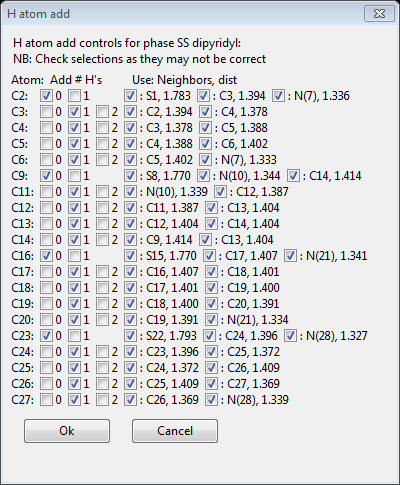 H atom add
H atom add controls for phase SS dipyridyl:
NB: Check selections as they may not be correct
Atom: Add # H's Use: Neighbors, dist
C2: 0 1 : S1, 1.783 : C3, 1.394 : N(7), 1.336
C3: 0 1 2 : C2, 1.394 : C4, 1.378
C4: 0 1 2 : C3, 1.378 : C5, 1.388
C5: 0 1 2 : C4, 1.388 : C6, 1.402
C6: 0 1 2 : C5, 1.402 : N(7), 1.333
C9: 0 1 : S8, 1.770 : N(10), 1.344 : C14, 1.414
C11: 0 1 2 : N(10), 1.339 : C12, 1.387
C12: 0 1 2 : C11, 1.387 : C13, 1.404
C13: 0 1 2 : C12, 1.404 : C14, 1.404
C14: 0 1 2 : C9, 1.414 : C13, 1.404
C16: 0 1 : S15, 1.770 : C17, 1.407 : N(21), 1.341
C17: 0 1 2 : C16, 1.407 : C18, 1.401
C18: 0 1 2 : C17, 1.401 : C19, 1.400
C19: 0 1 2 : C18, 1.400 : C20, 1.391
C20: 0 1 2 : C19, 1.391 : N(21), 1.334
C23: 0 1 : S22, 1.793 : C24, 1.396 : N(28), 1.327
C24: 0 1 2 : C23, 1.396 : C25, 1.372
C25: 0 1 2 : C24, 1.372 : C26, 1.409
C26: 0 1 2 : C25, 1.409 : C27, 1.369
C27: 0 1 2 : C26, 1.369 : N(28), 1.339
Ok Cancel